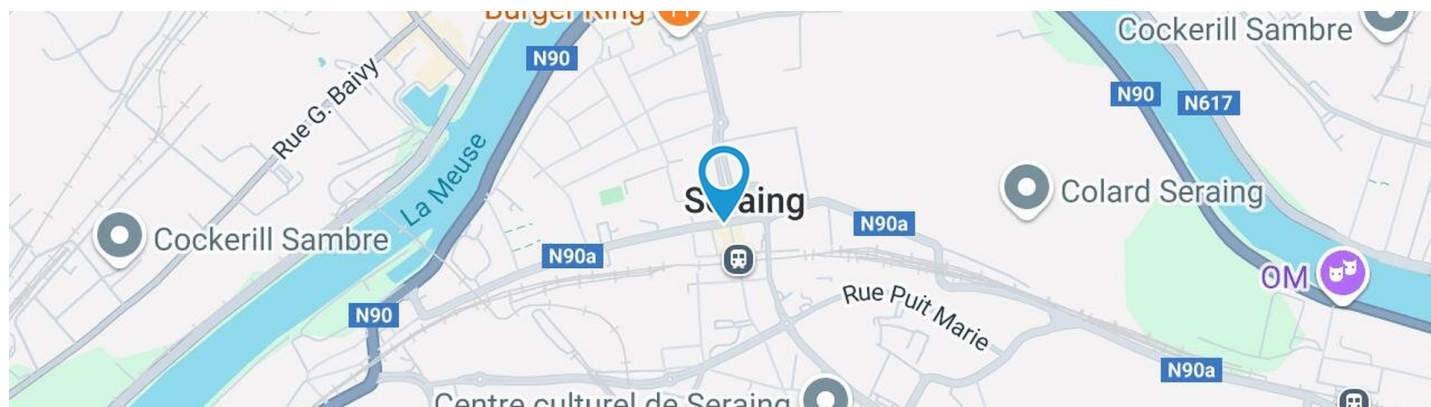 Burger King
N90
Cockerill Sambre
Rue G. Baivy
N90
N617
La Meuse
Seraing
Colard Seraing
N90a
Cockerill Sambre
N90a
OM
Rue Puit Marie
N90
N90a
Centre culturel de Seraing